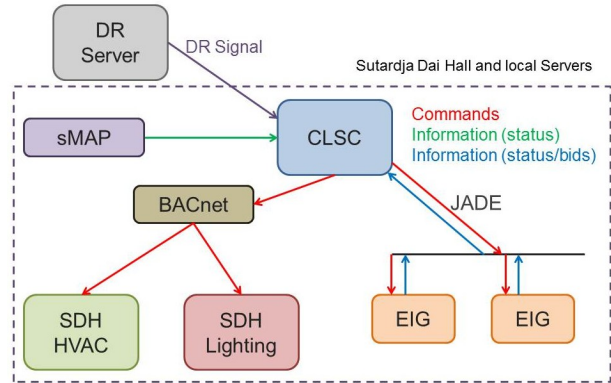 DR
Server
DR Signal
Sutardja Dai Hall and local Servers
sMAP
CLSC
Commands
Information (status)
Information (status/bids)
BACnet
JADE
SDH
HVAC
SDH
Lighting
EIG
EIG